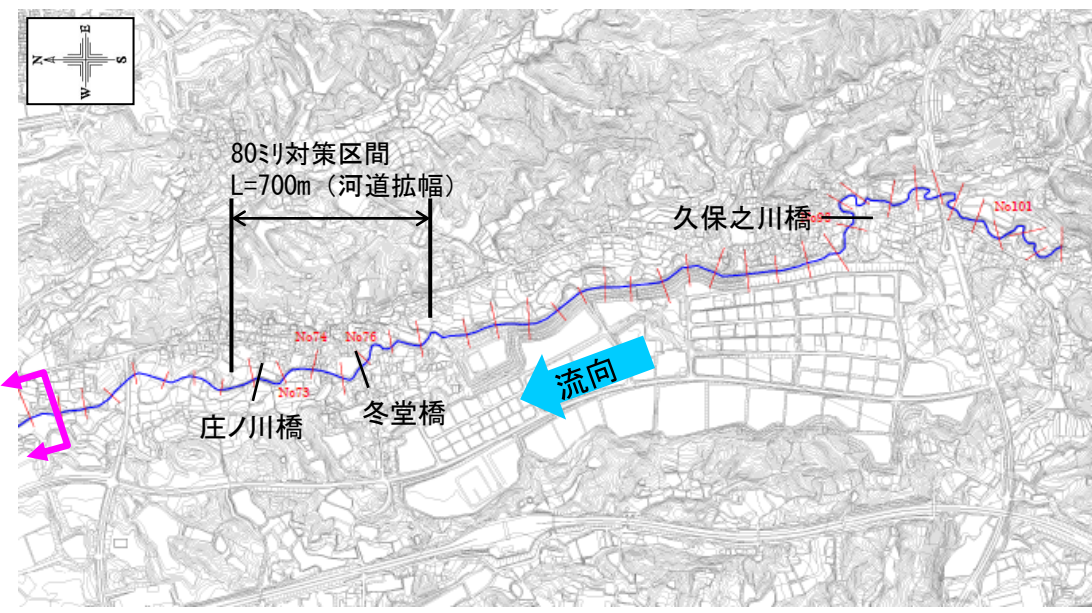 E
N
S
W
80ミリ対策区間
L=700m（河道拡幅）
久保之川橋
No101
No74
No76
No73
庄ノ川橋
冬堂橋
流向